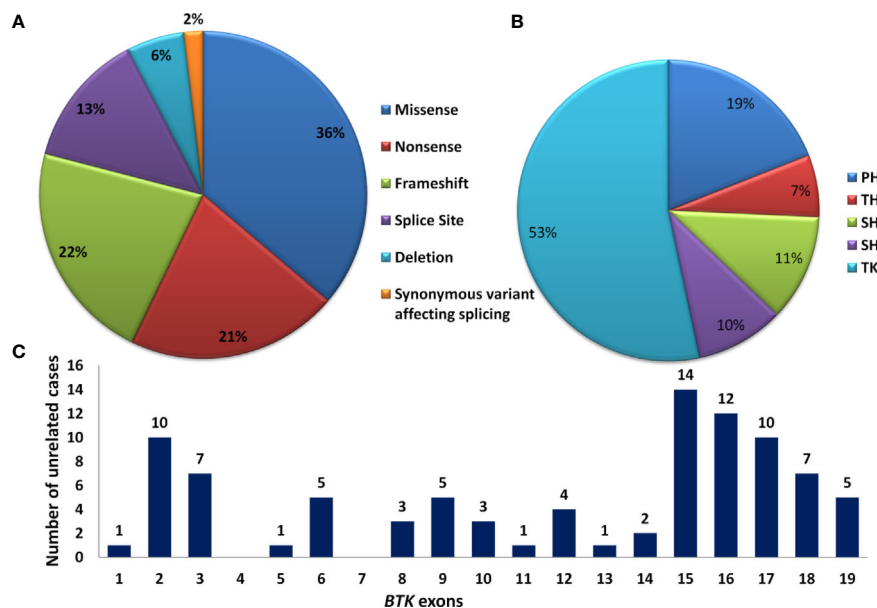 A
2%
6%
13%
36%
22%
21%
Missense
Nonsense
Frameshift
Splice Site
Deletion
Synonymous variant
affecting splicing
B
19%
7%
11%
10%
53%
PH
TH
SH
SH
TK
C
Number of unrelated cases
16
14
12
10
8
6
4
2
0
1
10
7
1
5
3
5
3
1
4
1
2
14
12
10
7
5
1 2 3 4 5 6 7 8 9 10 11 12 13 14 15 16 17 18 19
BTK exons